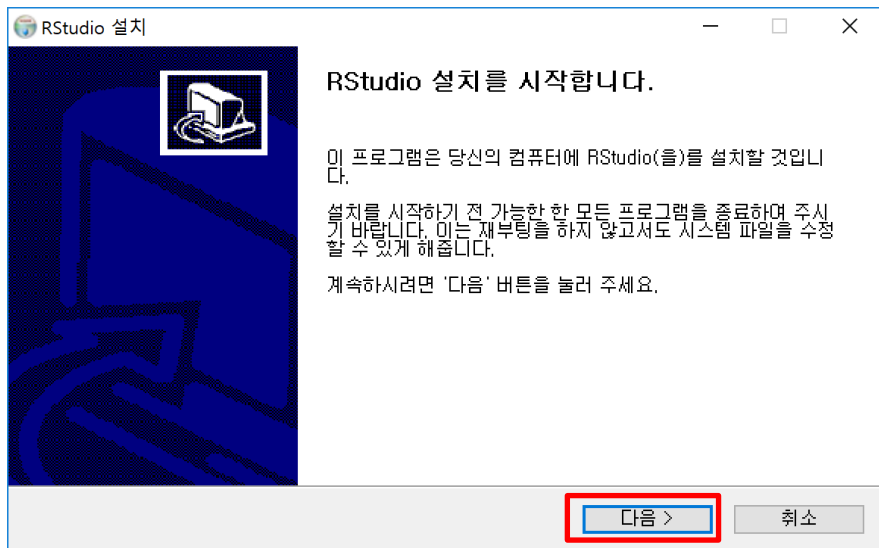 RStudio 설치
RStudio 설치를 시작합니다.
이 프로그램은 당신의 컴퓨터에 RStudio(을)를 설치할 것입니
다.
설치를 시작하기 전 가능한 한 모든 프로그램을 종료하여 주시
기 바랍니다. 이는 재부팅을 하지 않고서도 시스템 파일을 수정
할 수 있게 해줍니다.
계속하시려면 '다음' 버튼을 눌러 주세요.
다음 >
취소